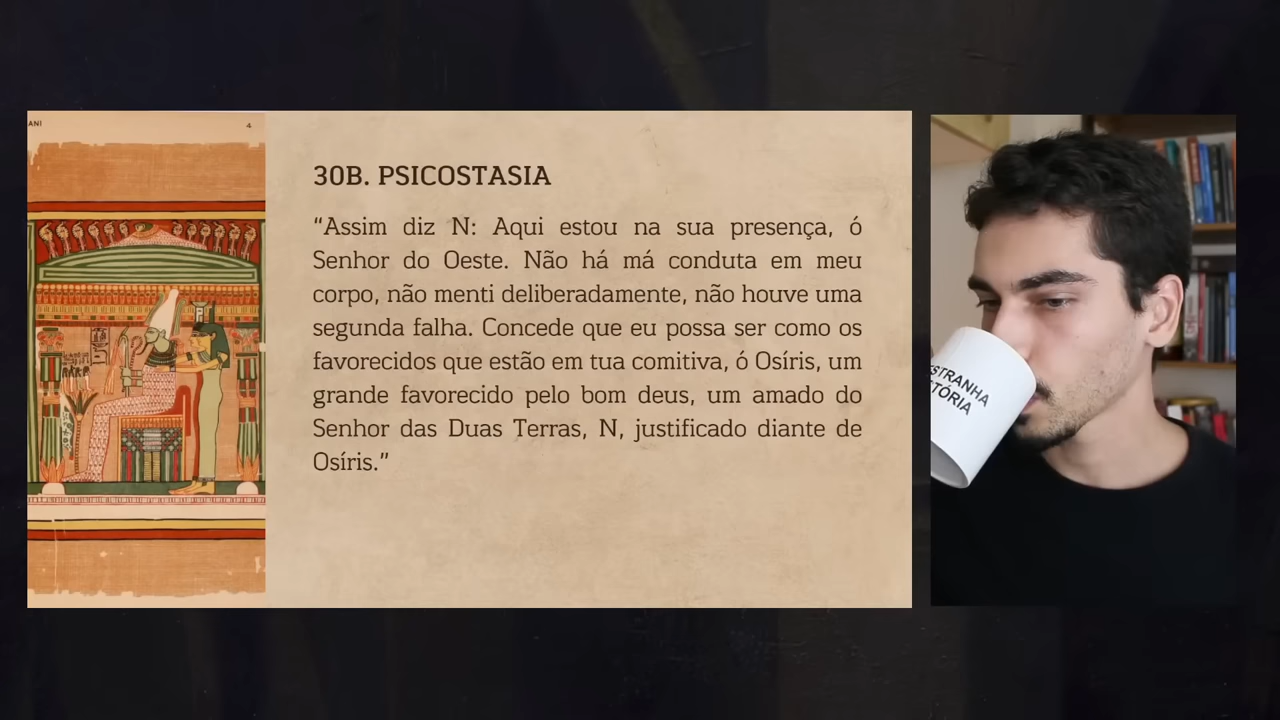 ANI
4
30B. PSICOSTASIA
“Assim diz N: Aqui estou na sua presença, ó
Senhor do Oeste. Não há má conduta em meu
corpo, não menti deliberadamente, não houve uma
segunda falha. Concede que eu possa ser como os
favorecidos que estão em tua comitiva, ó Osíris, um
grande favorecido pelo bom deus, um amado do
Senhor das Duas Terras, N, justificado diante de
Osíris.”
STRANHA
TÓRIA